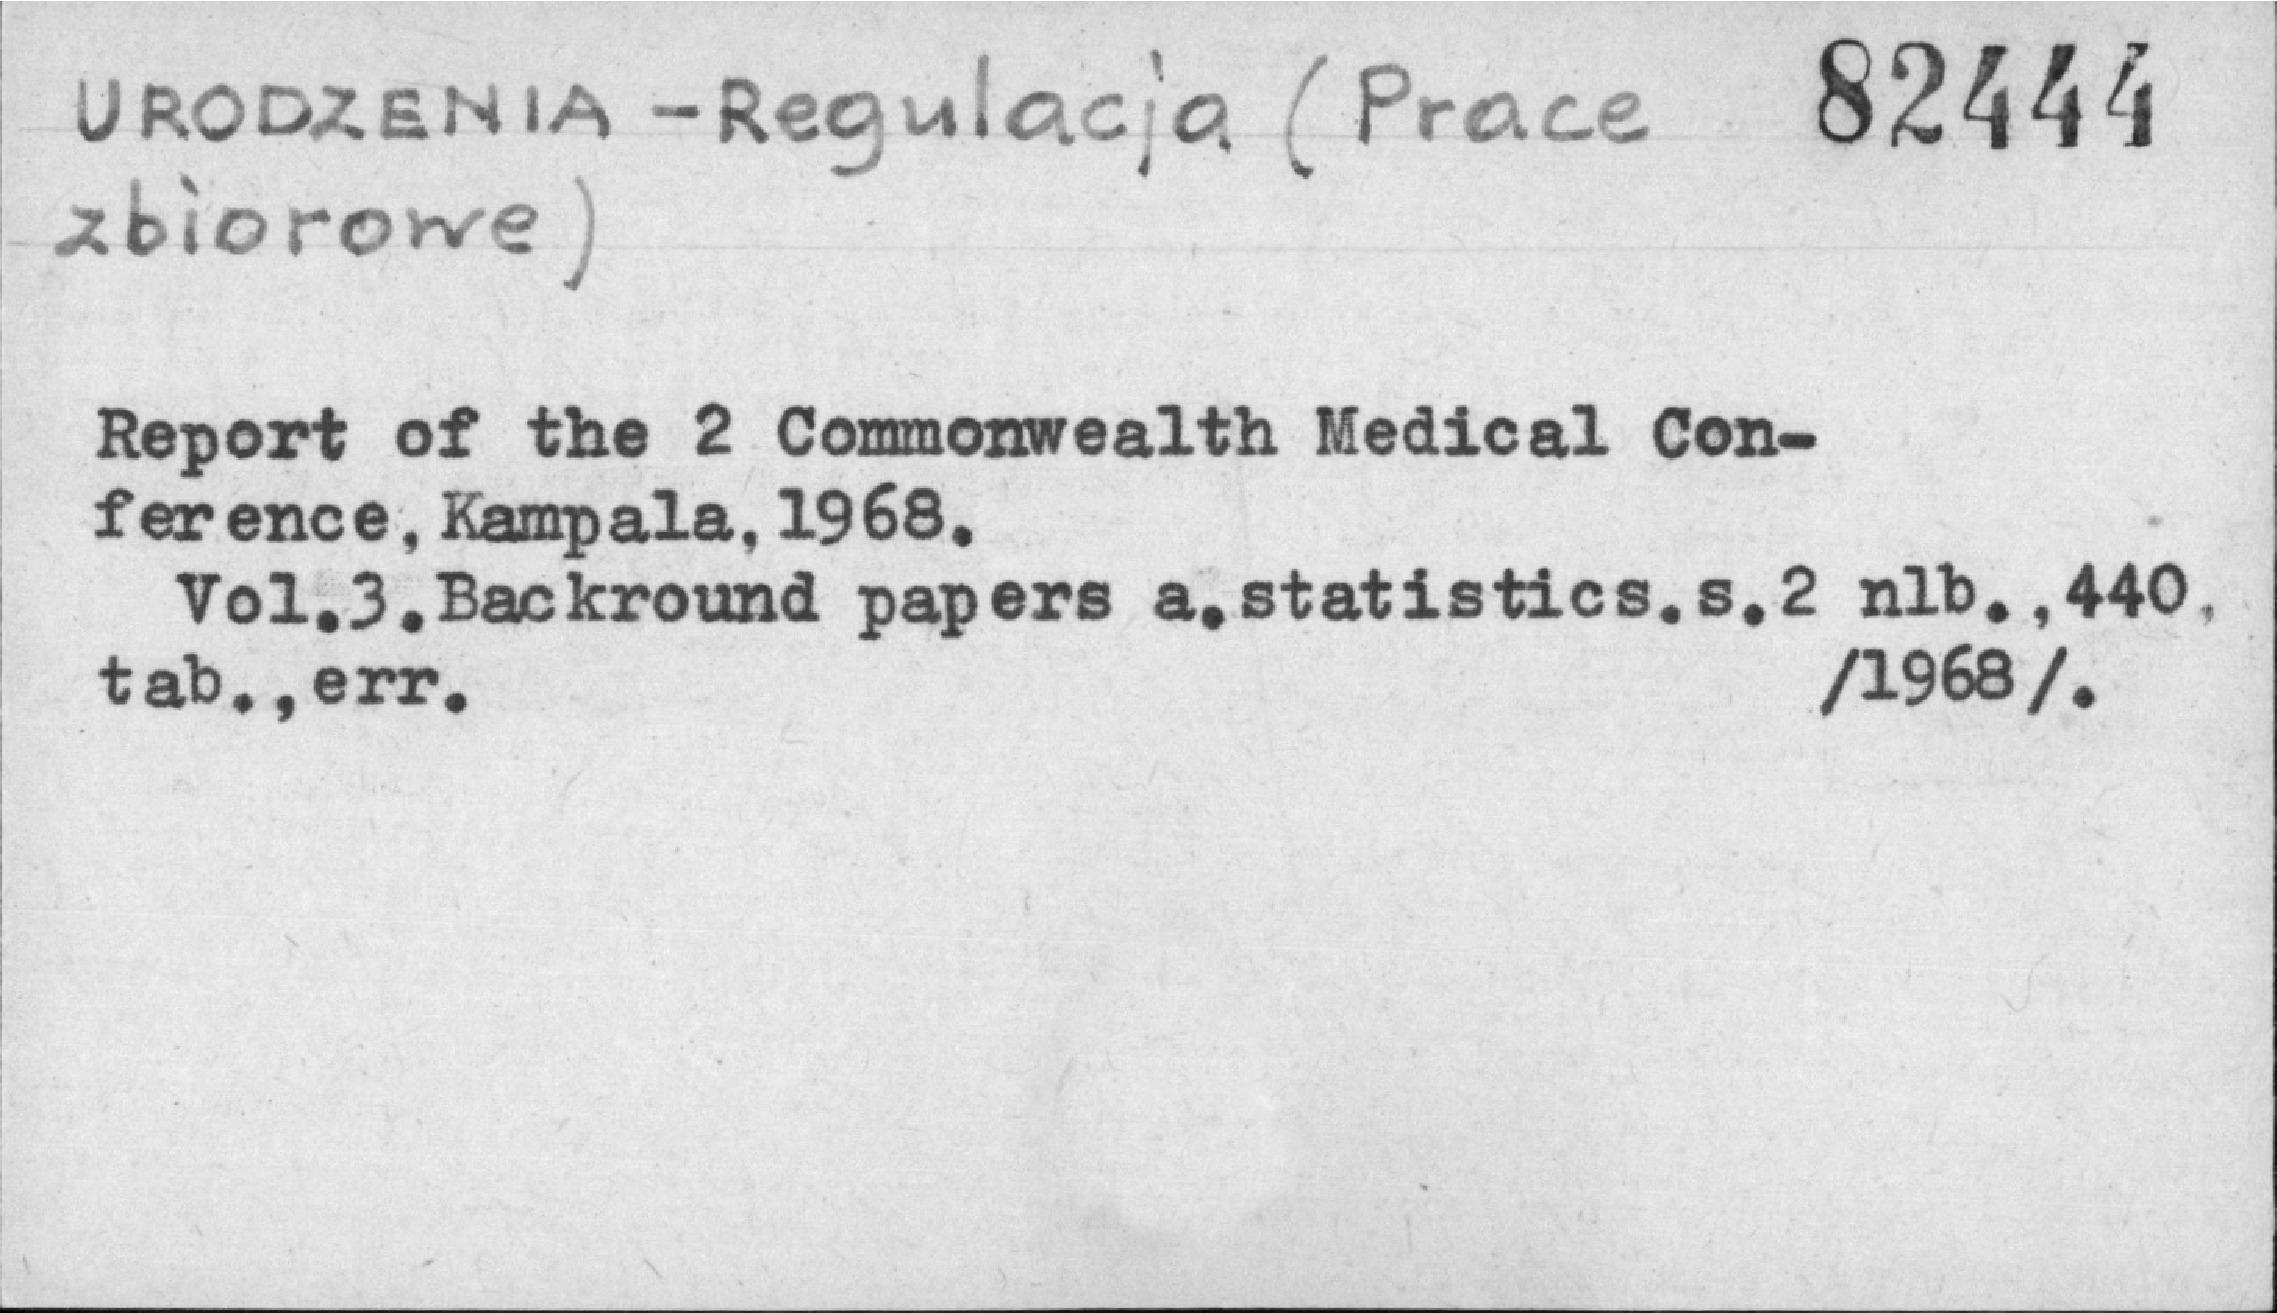 URODZENIA - Regulacja (Prace 82444
zbiorowe)
Report of the 2 Commonwealth Medical Con-
ference, Kampala, 1968.
Vol.3. Backround papers a. statistics. s. 2 nlb., 440,
tab., err. /1968/.